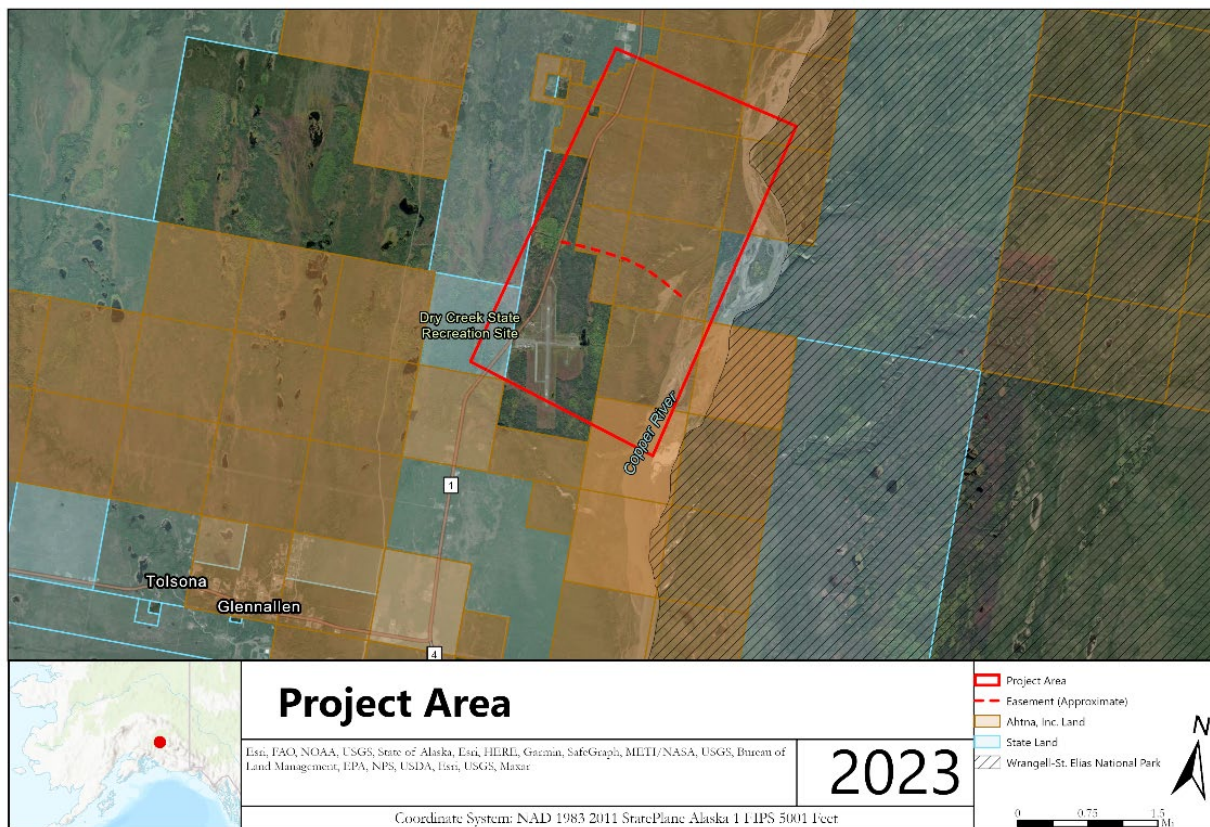 Dry Creek State
Recreation Site
Copper River
1
Tolsona
Glennallen
4
Project Area
Esri, FAO, NOAA, USGS, State of Alaska, Esri, HERE, Garmin, SafeGraph, METI/NASA, USGS, Bureau of
Land Management, EPA, NPS, USDA, Esri, USGS, Maxar
2023
Coordinate System: NAD 1983 2011 StatePlane Alaska 1 FIPS 5001 Feet
Project Area
Easement (Approximate)
Ahtna, Inc. Land
State Land
Wrangell-St. Elias National Park
N
0 0.75 1.5
Mi